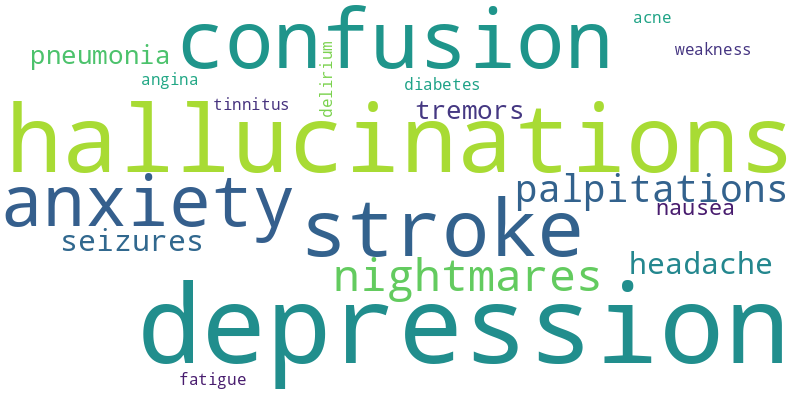 acne
confusion
weakness
pneumonia
angina
diabetes
delirium
tinnitus
tremors
hallucinations
anxiety
palpitations
stroke
nausea
seizures
headache
nightmares
depression
fatigue